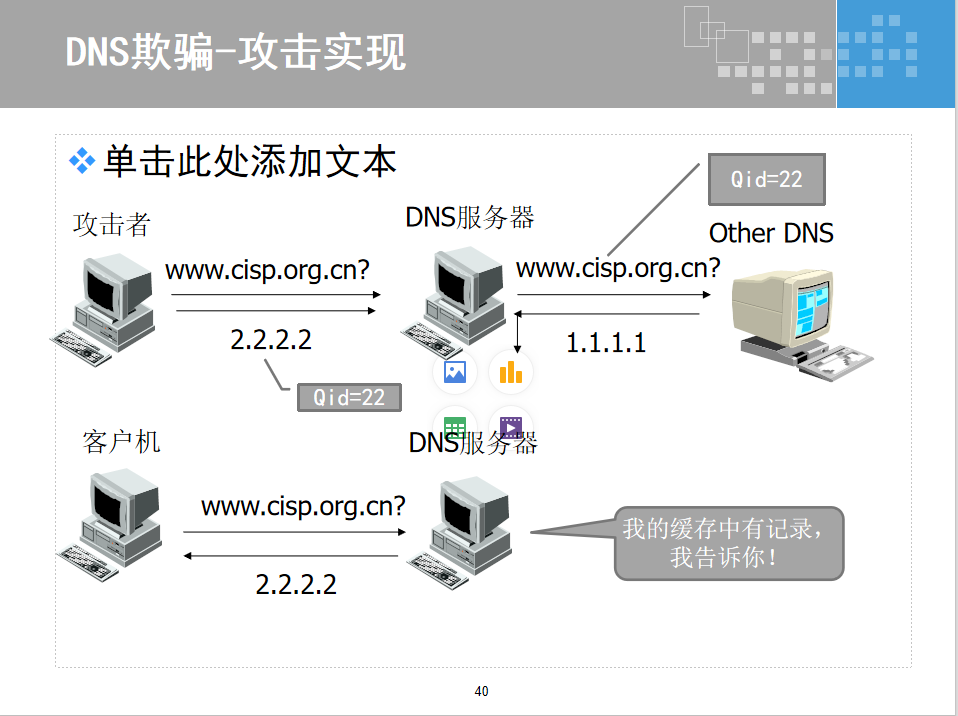 DNS欺骗-攻击实现
单击此处添加文本
Qid=22
攻击者
DNS服务器
Other DNS
www.cisp.org.cn?
www.cisp.org.cn?
2.2.2.2
1.1.1.1
Qid=22
客户机
DNS服务器
www.cisp.org.cn?
我的缓存中有记录，
我告诉你！
2.2.2.2
40